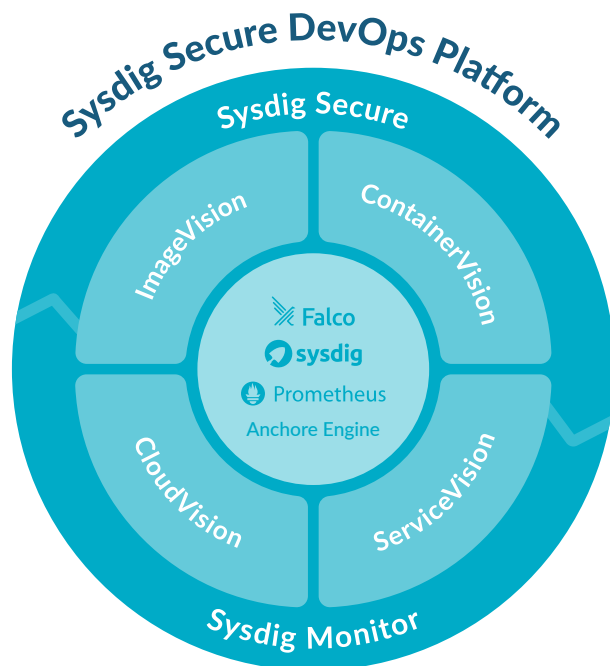 Sysdig Secure DevOps Platform
Sysdig Secure
ImageVision
ContainerVision
Falco
sysdig
Prometheus
Anchore Engine
CloudVision
ServiceVision
Sysdig Monitor